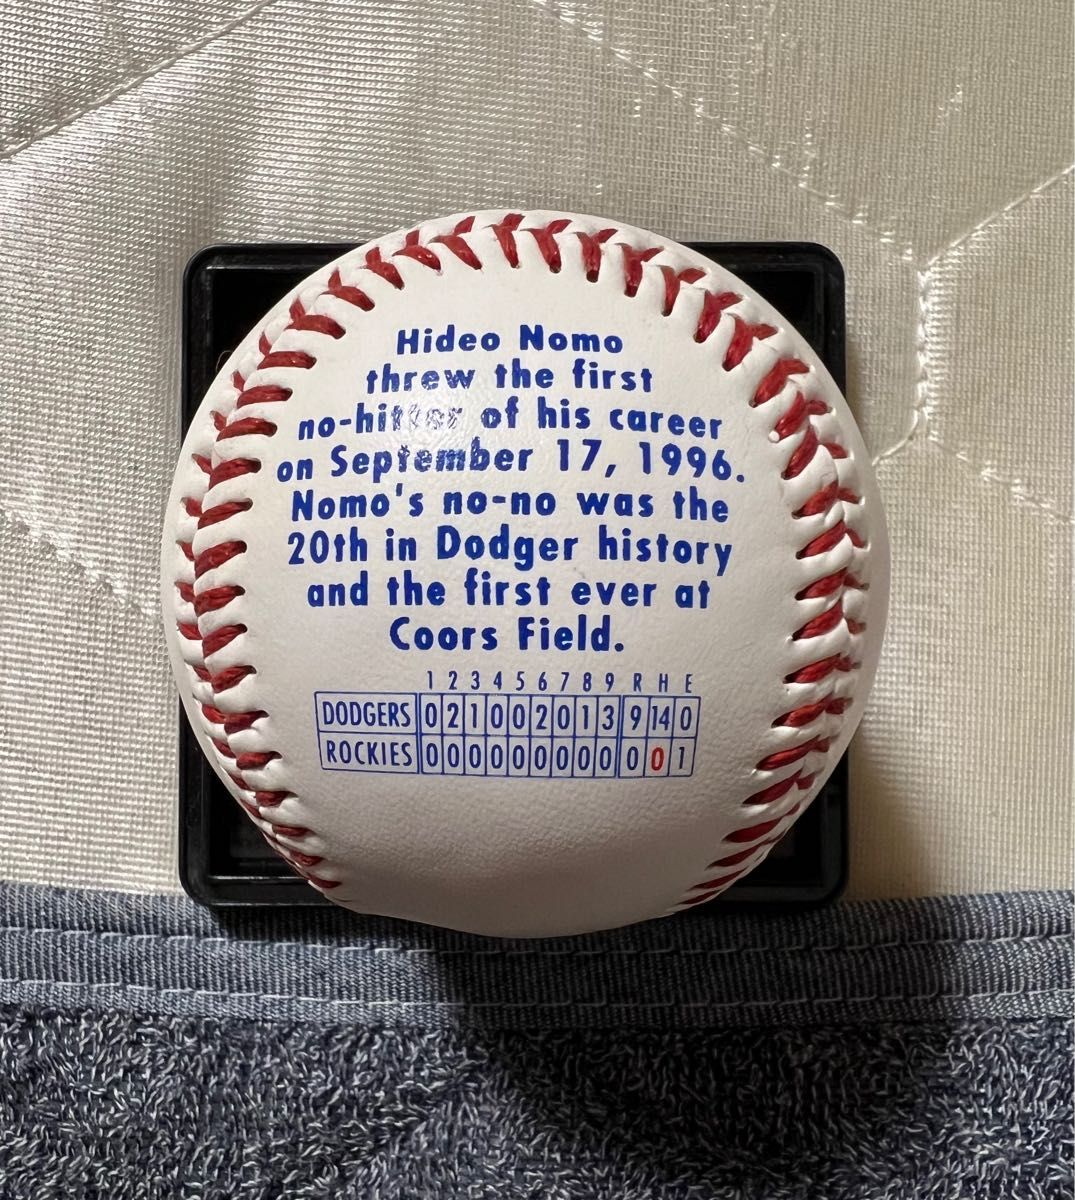 Hideo Nomo
threw the first
no-hitter of his career
on September 17, 1996.
Nomo's no-no was the
20th in Dodger history
and the first ever at
Coors Field.
1 2 3 4 5 6 7 8 9 R H E
DODGERS 0 2 1 0 0 2 0 1 3 9 14 0
ROCKIES 0 0 0 0 0 0 0 0 0 0 0 1